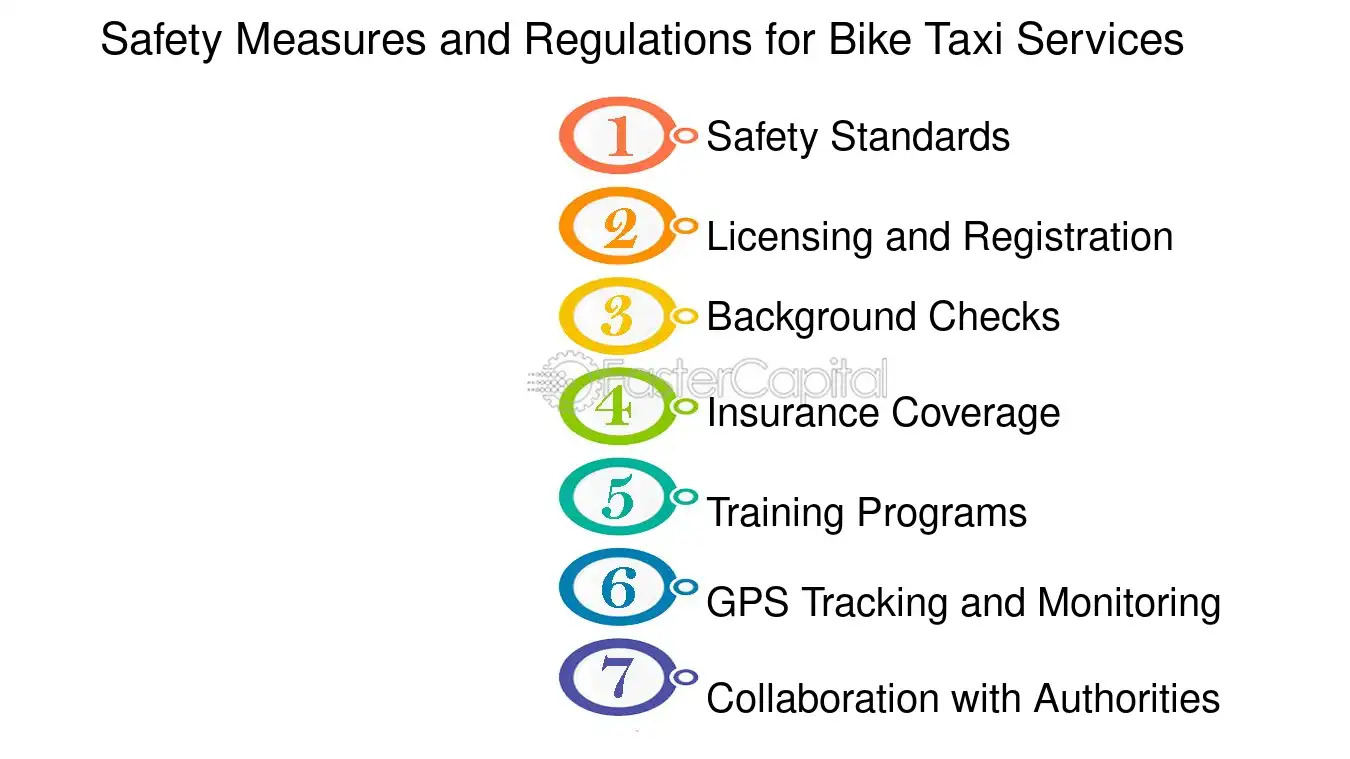 Safety Measures and Regulations for Bike Taxi Services
1 Safety Standards
2 Licensing and Registration
3 Background Checks
FasterCapital
4 Insurance Coverage
5 Training Programs
6 GPS Tracking and Monitoring
7 Collaboration with Authorities